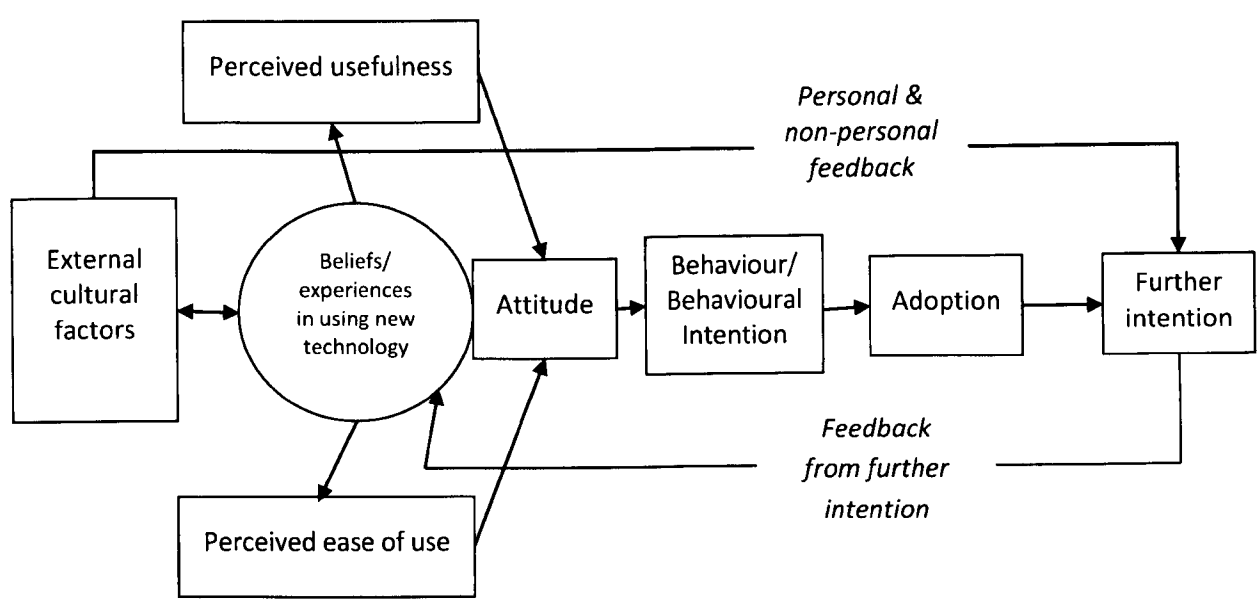 Perceived usefulness
Personal &
non-personal
feedback
External
cultural
factors
Beliefs/
experiences
in using new
technology
Attitude
Behaviour/
Behavioural
Intention
Adoption
Further
intention
Feedback
from further
intention
Perceived ease of use